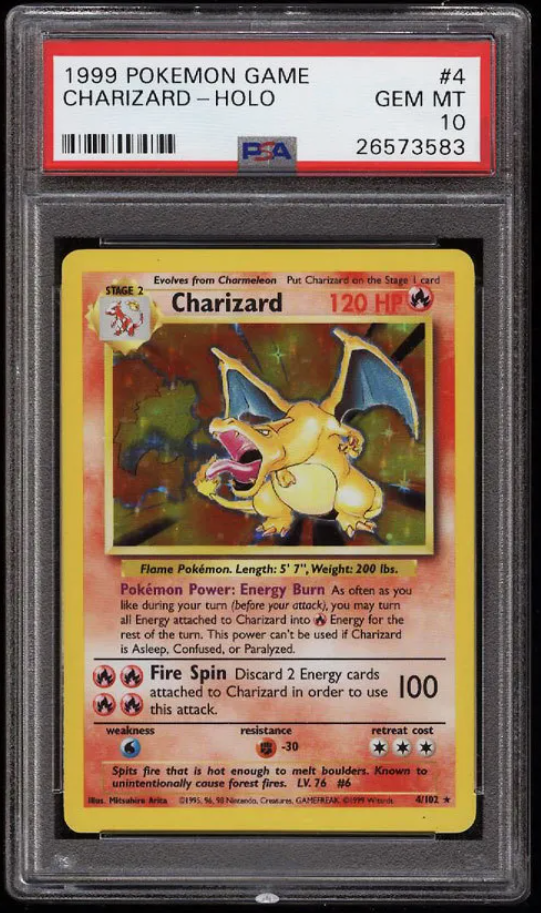 1999 POKEMON GAME #4
CHARIZARD – HOLO GEM MT
10
PSA 26573583
Evolves from Charmeleon Put Charizard on the Stage 1 card
STAGE 2
Charizard 120 HP
Flame Pokémon. Length: 5' 7", Weight: 200 lbs.
Pokémon Power: Energy Burn As often as you
like during your turn (before your attack), you may turn
all Energy attached to Charizard into Energy for the
rest of the turn. This power can't be used if Charizard
is Asleep, Confused, or Paralyzed.
Fire Spin Discard 2 Energy cards
attached to Charizard in order to use 100
this attack.
weakness resistance retreat cost
-30
Spits fire that is hot enough to melt boulders. Known to
unintentionally cause forest fires. LV. 76 #6
Illus. Mitsuhiro Arita ©1995, 96, 98 Nintendo, Creatures, GAMEFREAK. ©1999 Wizards. 4/102